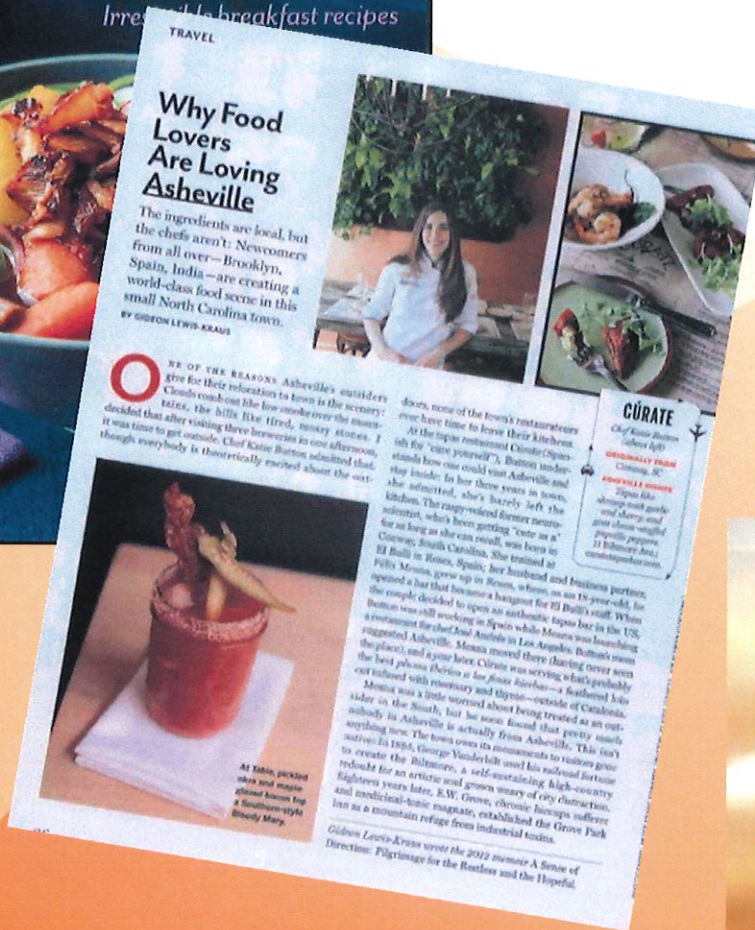 Irresistible breakfast recipes
TRAVEL
Why Food
Lovers
Are Loving
Asheville
The ingredients are local, but
the chefs aren't: Newcomers
from all over—Brooklyn,
Spain, India—are creating a
world-class food scene in this
small North Carolina town.
BY GIDEON LEWIS-KRAUS
ONE OF THE REASONS Asheville's outsiders
give for their relocation to town is the scenery:
Clouds comb out like low smoke over the moun-
tains, the hills like tired, mossy stones. I
decided that after visiting three breweries in one afternoon,
it was time to get outside. Chef Katie Button admitted that,
though everybody is theoretically excited about the out-
doors, none of the town's restaurateurs
ever have time to leave their kitchens.
At the tapas restaurant Cúrate (Span-
ish for "cure yourself"), Button under-
stands how one could visit Asheville and
stay inside: In her three years in town,
she admitted, she's barely left the
kitchen. The raspy-voiced former neuro-
scientist, who's been getting "cute as a"
for as long as she can recall, was born in
Conway, South Carolina. She trained at
El Bulli in Roses, Spain; her husband and business partner,
Félix Meana, grew up in Roses, where, as an 18-year-old, he
opened a bar that became a hangout for El Bulli's staff. When
the couple decided to open an authentic tapas bar in the US,
Button was still working in Spain while Meana was launching
a restaurant for chef José Andrés in Los Angeles. Button's mom
suggested Asheville. Meana moved there (having never seen
the place), and a year later, Cúrate was serving what's probably
the best pluma ibérica a las finas hierbas—a feathered loin
cut infused with rosemary and thyme—outside of Catalonia.
Meana was a little worried about being treated as an out-
sider in the South, but he soon found that pretty much
nobody in Asheville is actually from Asheville. This isn't
anything new. The town owes its monuments to visitors gone
native: In 1895, George Vanderbilt used his railroad fortune
to create the Biltmore, a self-sustaining high-country
redoubt for an artistic soul grown weary of city distraction.
Eighteen years later, E.W. Grove, chronic hiccups sufferer
and medicinal-tonic magnate, established the Grove Park
Inn as a mountain refuge from industrial toxins.
Gideon Lewis-Kraus wrote the 2012 memoir A Sense of
Direction: Pilgrimage for the Restless and the Hopeful.
CÚRATE
Chef Katie Button
(above left)
ORIGINALLY FROM
Conway, SC
ASHEVILLE DISHES
Tapas like
shrimp with garlic
and sherry; and
goat cheese-stuffed
piquillo peppers.
11 Biltmore Ave.;
curatetapasbar.com.
At Table, pickled
okra and maple-
glazed bacon top
a Southern-style
Bloody Mary.